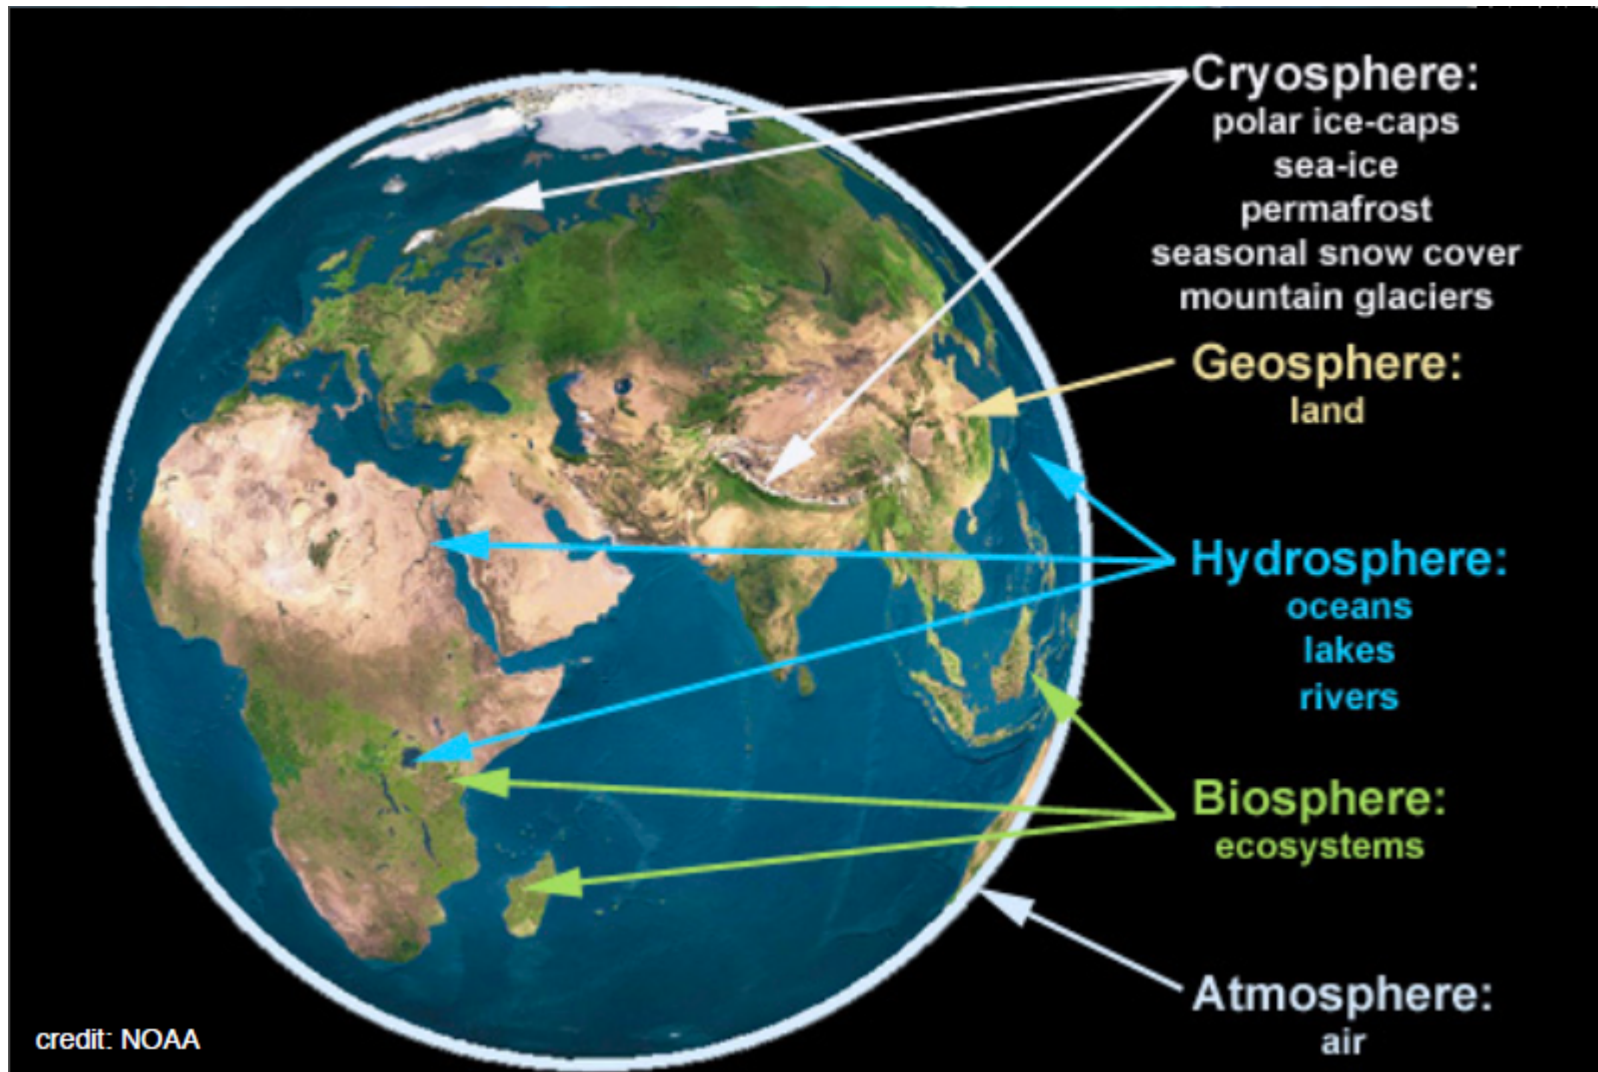 Cryosphere:
polar ice-caps
sea-ice
permafrost
seasonal snow cover
mountain glaciers
Geosphere:
land
Hydrosphere:
oceans
lakes
rivers
Biosphere:
ecosystems
Atmosphere:
air
credit: NOAA